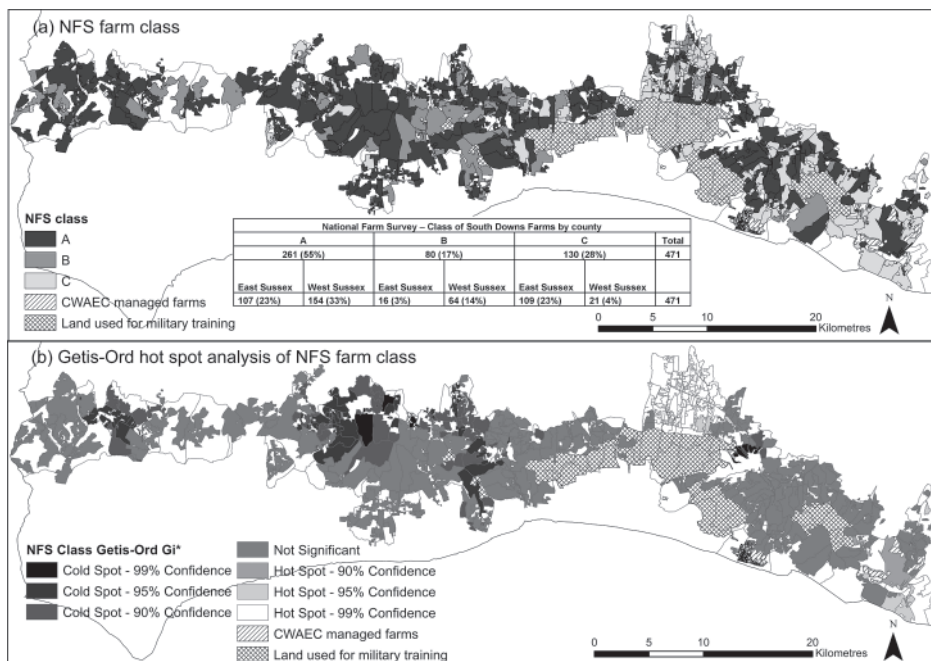 (a) NFS farm class
NFS class
A
B
C
CWAEC managed farms
Land used for military training
National Farm Survey – Class of South Downs Farms by county
A B C Total
261 (55%) 80 (17%) 130 (28%) 471
East Sussex West Sussex East Sussex West Sussex East Sussex West Sussex
107 (23%) 154 (33%) 16 (3%) 64 (14%) 109 (23%) 21 (4%) 471
N
0 5 10 20
Kilometres
(b) Getis-Ord hot spot analysis of NFS farm class
NFS Class Getis-Ord Gi*
Cold Spot - 99% Confidence
Cold Spot - 95% Confidence
Cold Spot - 90% Confidence
Not Significant
Hot Spot - 90% Confidence
Hot Spot - 95% Confidence
Hot Spot - 99% Confidence
CWAEC managed farms
Land used for military training
N
0 5 10 20
Kilometres